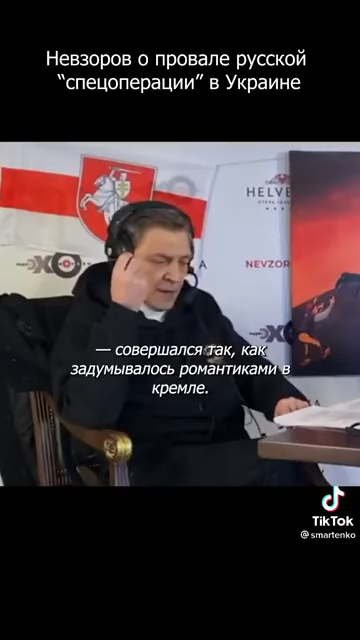 Невзоров о провале русской
“спецоперации” в Украине
HELVE
NEVZOR
— совершался так, как
задумывалось романтиками в
кремле.
TikTok
@smartenko